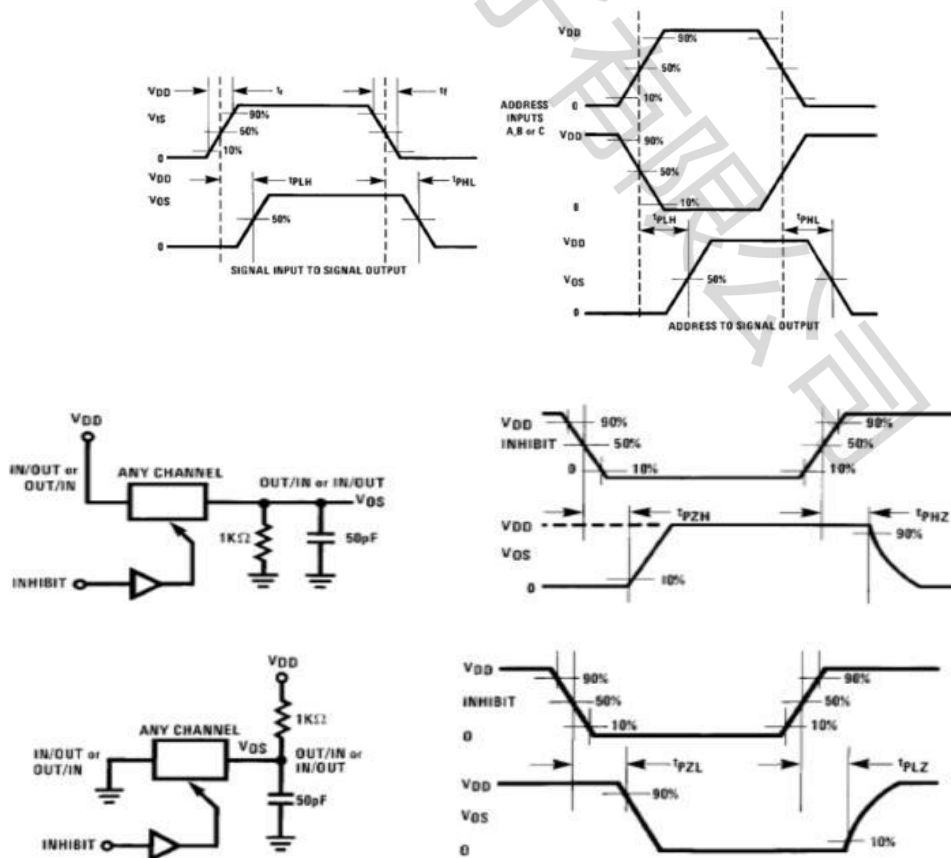 VDD
tr
tf
VIS
90%
50%
10%
0
VDD
tPLH
tPHL
VOS
50%
0
SIGNAL INPUT TO SIGNAL OUTPUT
VDD
90%
50%
10%
0
ADDRESS
INPUTS
A,B or C
VDD
90%
50%
10%
0
tPLH
tPHL
VDD
VOS
50%
0
ADDRESS TO SIGNAL OUTPUT
VDD
IN/OUT or
OUT/IN
ANY CHANNEL
OUT/IN or IN/OUT
VOS
1KΩ
50pF
INHIBIT
VDD
90%
90%
INHIBIT
50%
50%
0
10%
10%
tPZH
tPHZ
VDD
90%
VOS
10%
0
VDD
1KΩ
ANY CHANNEL
VOS
IN/OUT or
OUT/IN
OUT/IN or
IN/OUT
50pF
INHIBIT
VDD
90%
90%
INHIBIT
50%
50%
10%
10%
0
tPZL
tPLZ
VDD
90%
VOS
10%
0
有限公司